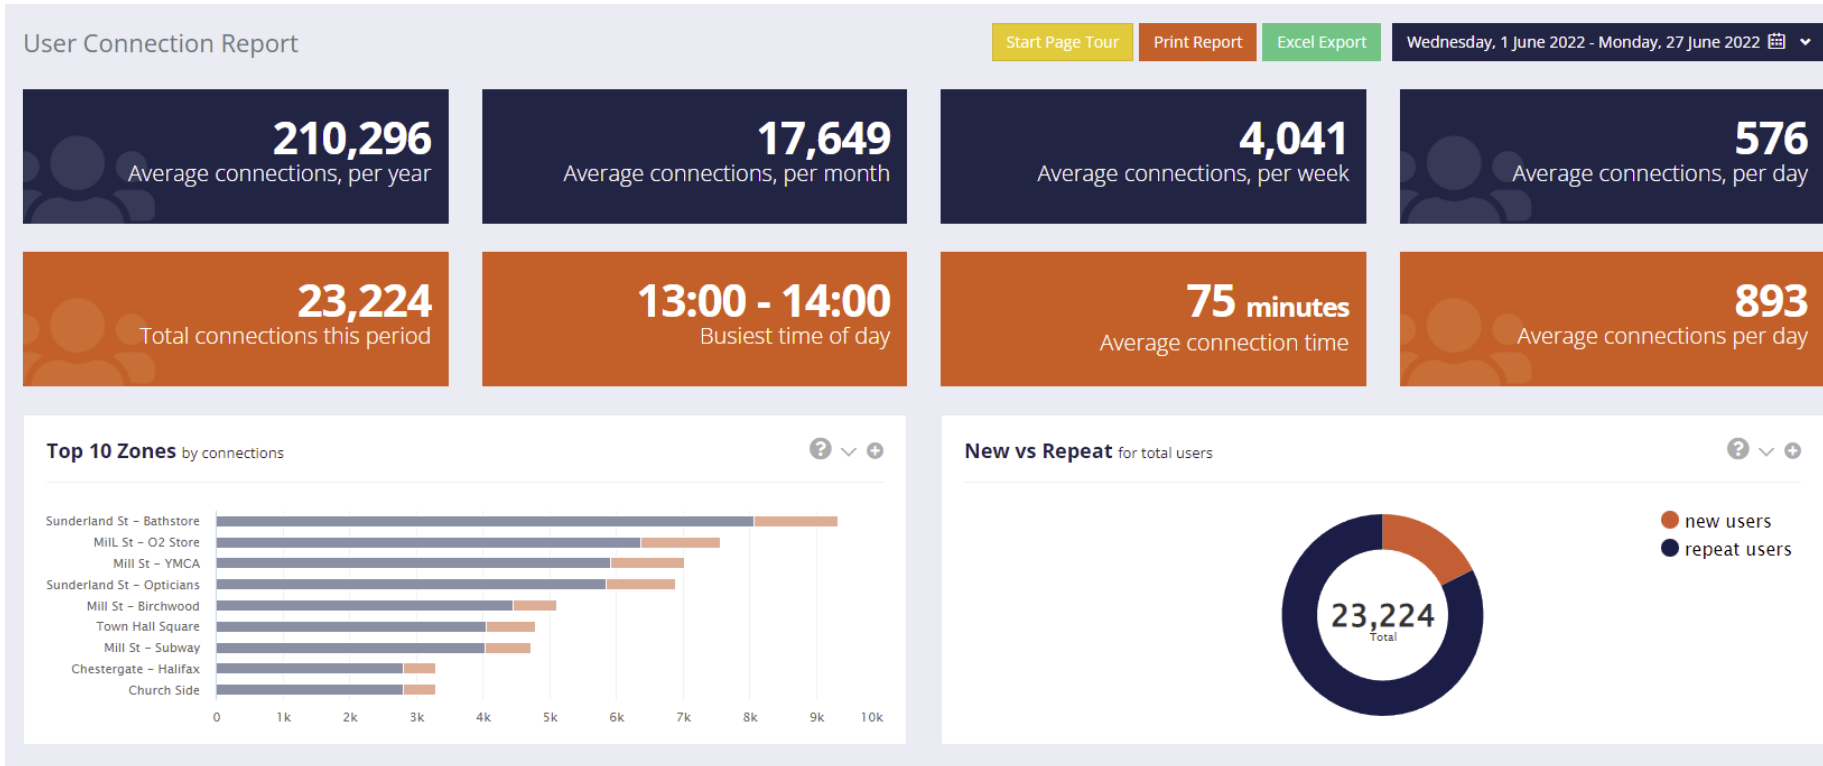 User Connection Report
Start Page Tour
Print Report
Excel Export
Wednesday, 1 June 2022 - Monday, 27 June 2022
210,296
Average connections, per year
17,649
Average connections, per month
4,041
Average connections, per week
576
Average connections, per day
23,224
Total connections this period
13:00 - 14:00
Busiest time of day
75 minutes
Average connection time
893
Average connections per day
Top 10 Zones by connections
Sunderland St - Bathstore
MilL St - O2 Store
Mill St - YMCA
Sunderland St - Opticians
Mill St - Birchwood
Town Hall Square
Mill St - Subway
Chestergate - Halifax
Church Side
0 1k 2k 3k 4k 5k 6k 7k 8k 9k 10k
New vs Repeat for total users
new users
repeat users
23,224
Total